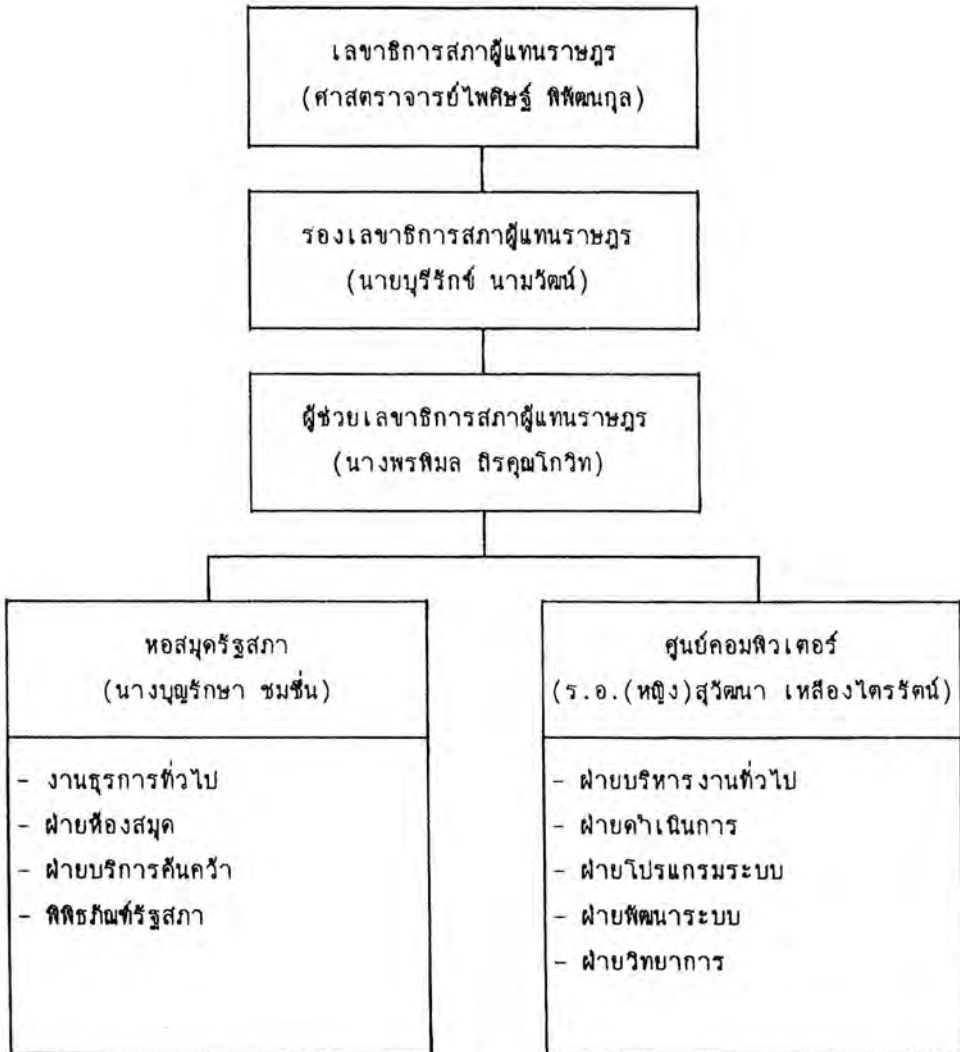 เลขาธิการสภาผู้แทนราษฎร
(ศาสตราจารย์ไพศิษฐ์ พิพัฒนกุล)
รองเลขาธิการสภาผู้แทนราษฎร
(นายบุรีรักข์ นามวัฒน์)
ผู้ช่วยเลขาธิการสภาผู้แทนราษฎร
(นางพรพิมล ถิรคุณโกวิท)
หอสมุดรัฐสภา
(นางบุญรักษา ชมชื่น)
- งานธุรการทั่วไป
- ฝ่ายห้องสมุด
- ฝ่ายบริการค้นคว้า
- พิพิธภัณฑ์รัฐสภา
ศูนย์คอมพิวเตอร์
(ร.อ.(หญิง)สุวัฒนา เหลืองไตรรัตน์)
- ฝ่ายบริหารงานทั่วไป
- ฝ่ายดำเนินการ
- ฝ่ายโปรแกรมระบบ
- ฝ่ายพัฒนาระบบ
- ฝ่ายวิทยาการ